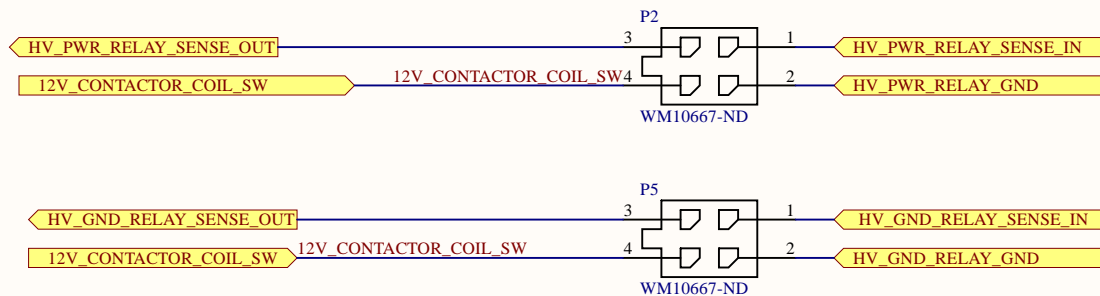 P2
HV_PWR_RELAY_SENSE_OUT 3 1 HV_PWR_RELAY_SENSE_IN
12V_CONTACTOR_COIL_SW 12V_CONTACTOR_COIL_SW 4 2 HV_PWR_RELAY_GND
WM10667-ND
P5
HV_GND_RELAY_SENSE_OUT 3 1 HV_GND_RELAY_SENSE_IN
12V_CONTACTOR_COIL_SW 12V_CONTACTOR_COIL_SW 4 2 HV_GND_RELAY_GND
WM10667-ND